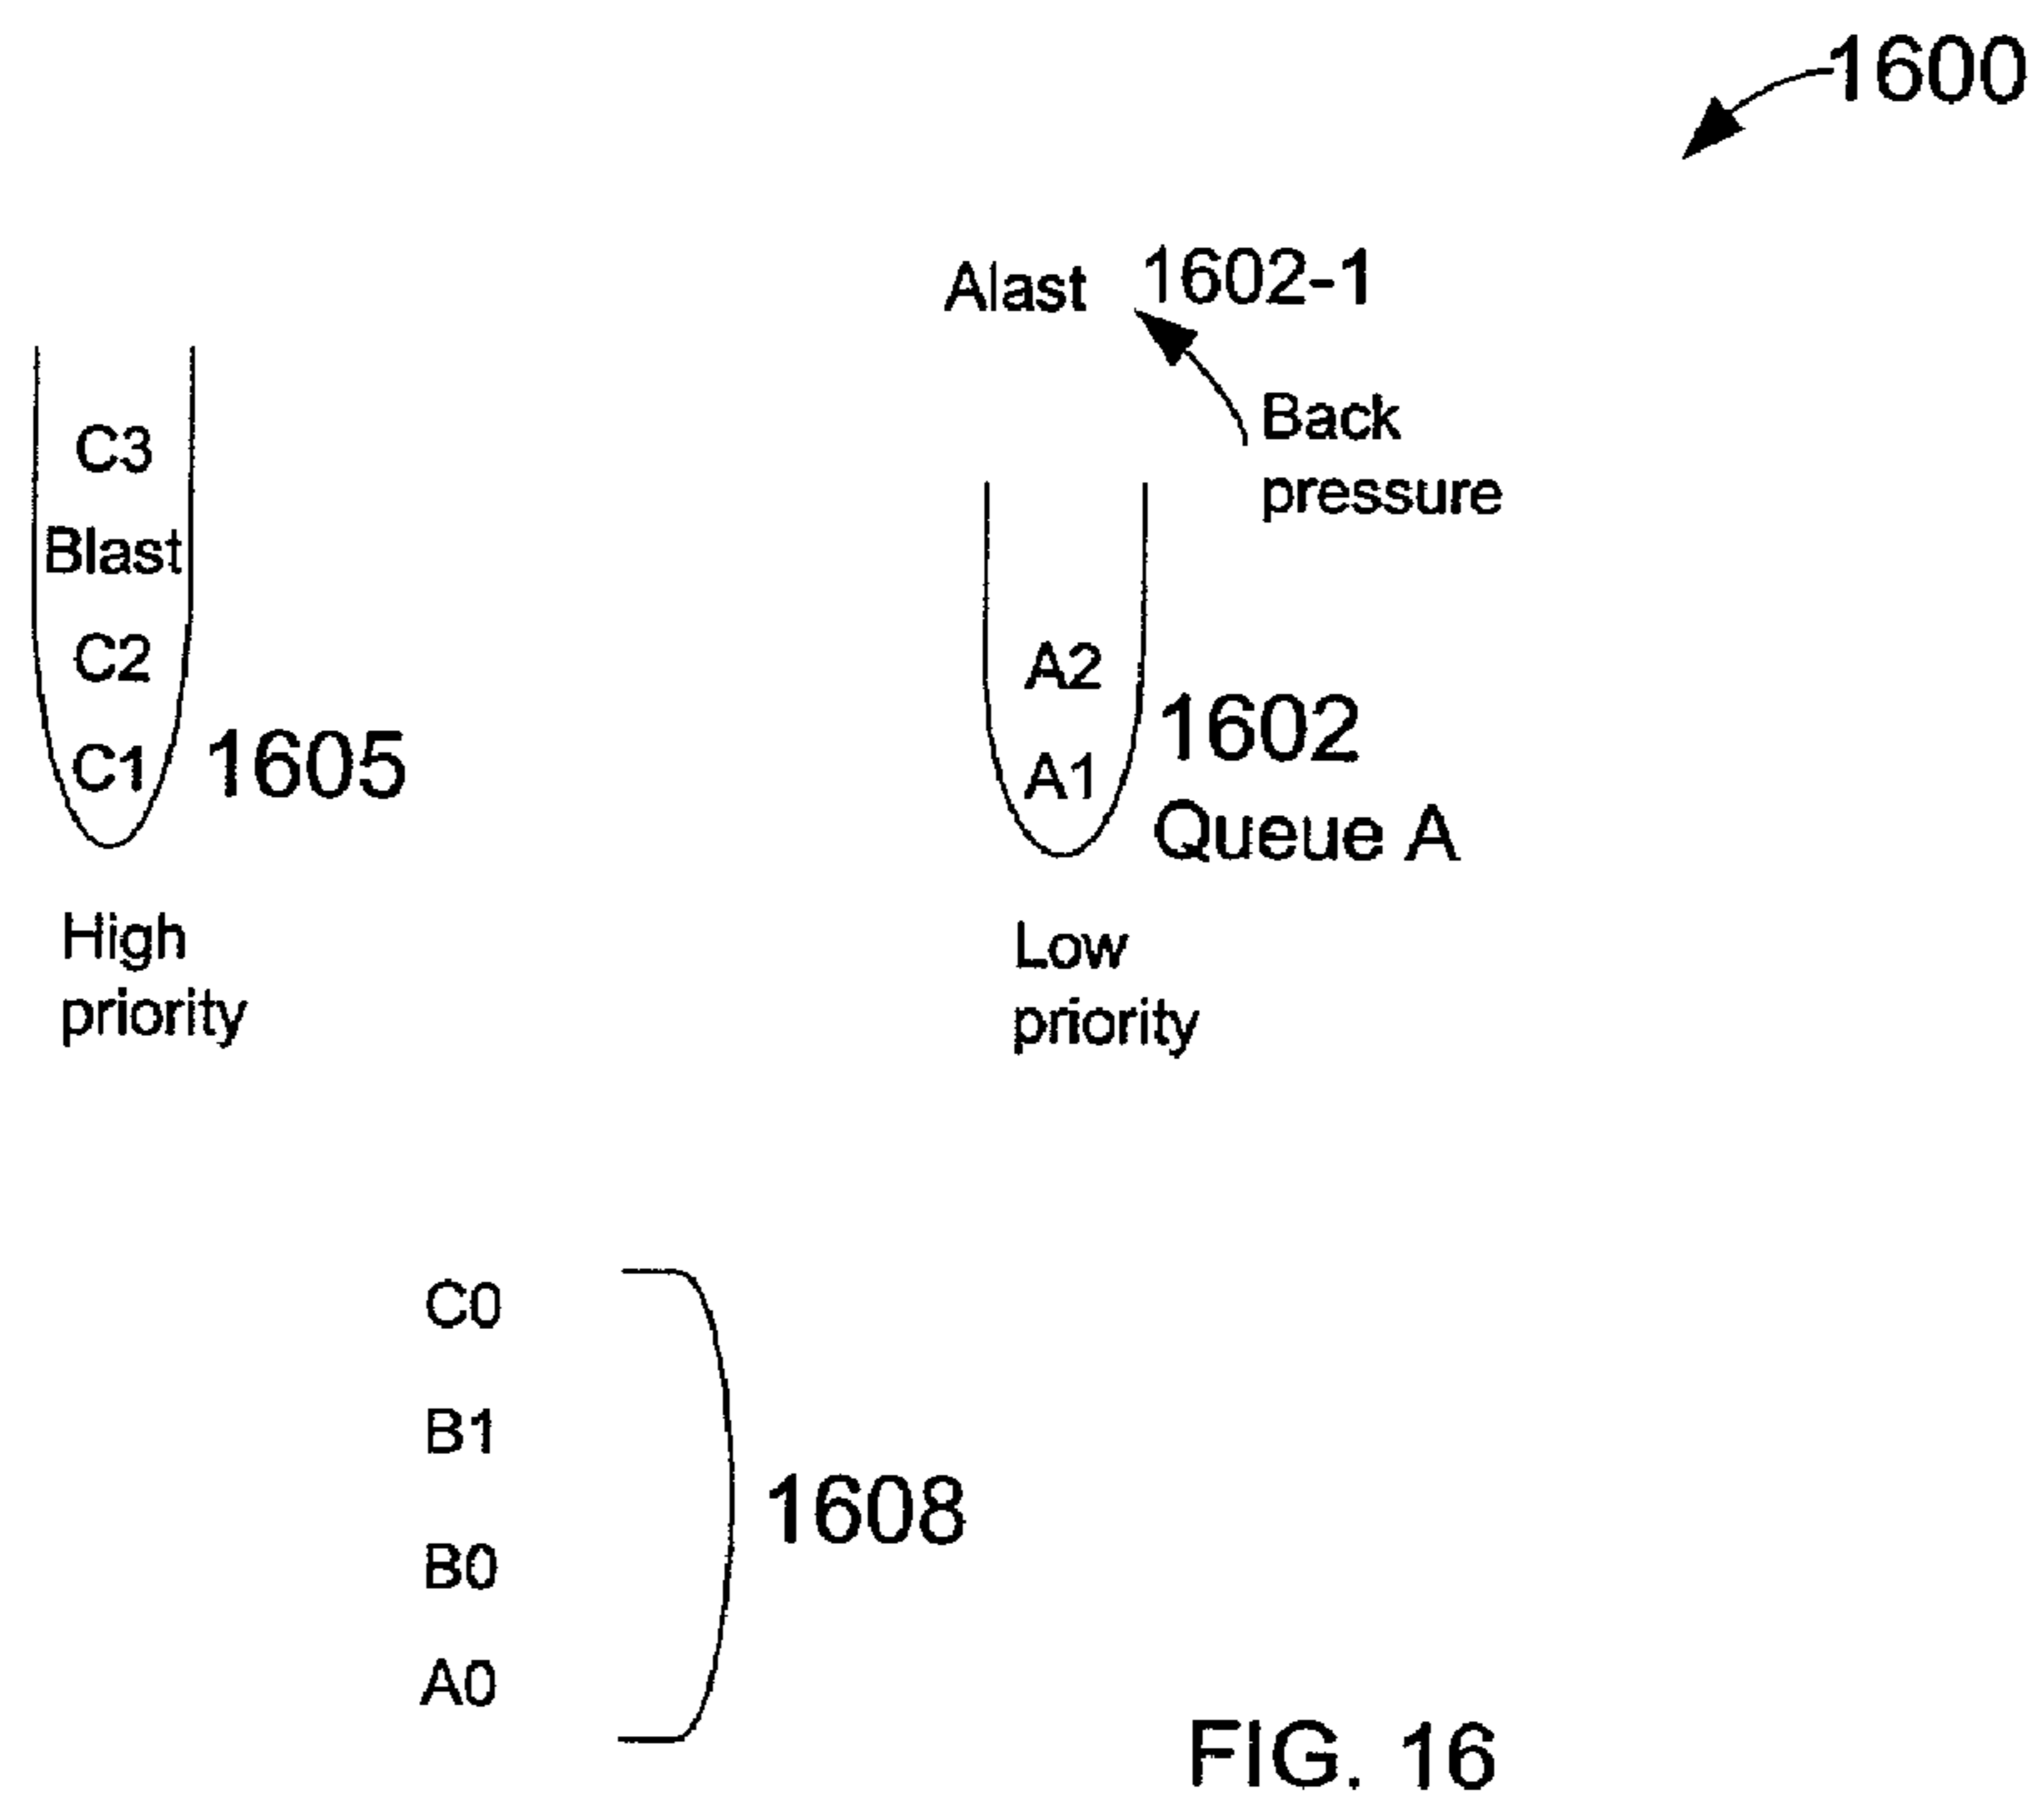 1600
Alast 1602-1
Back
pressure
C3
Blast
C2
C1
1605
A2
A1
1602
Queue A
High
priority
Low
priority
C0
B1
B0
A0
1608
FIG. 16